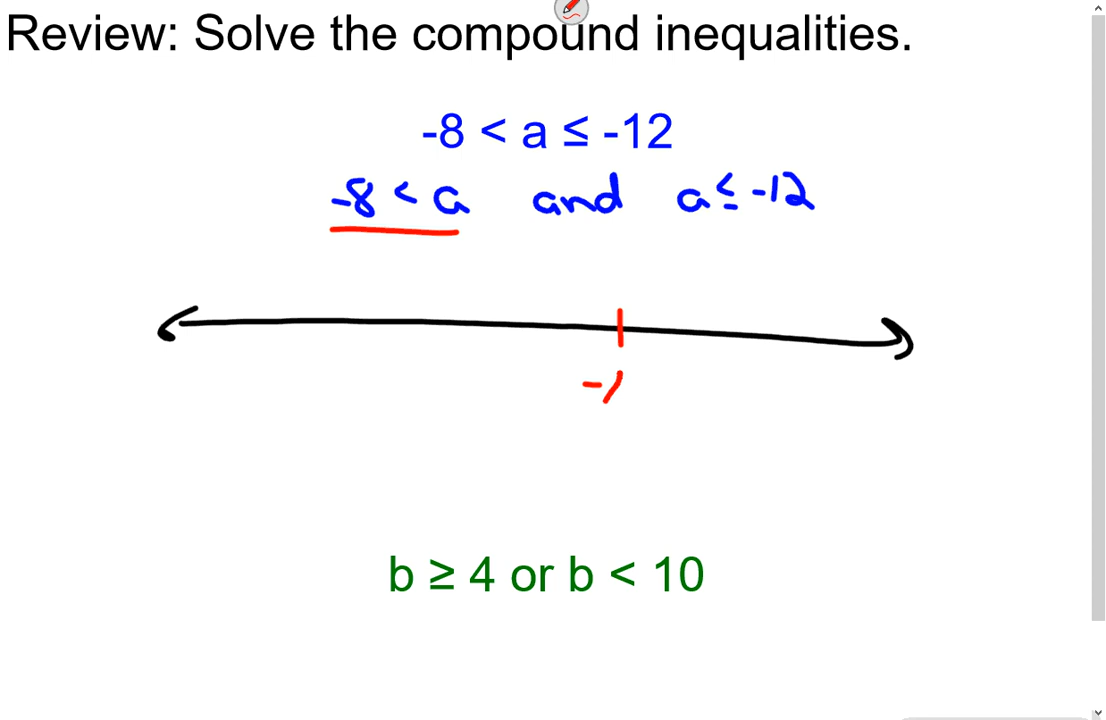 Review: Solve the compound inequalities.
-8 < a ≤ -12
-8 < a and a ≤ -12
b ≥ 4 or b < 10